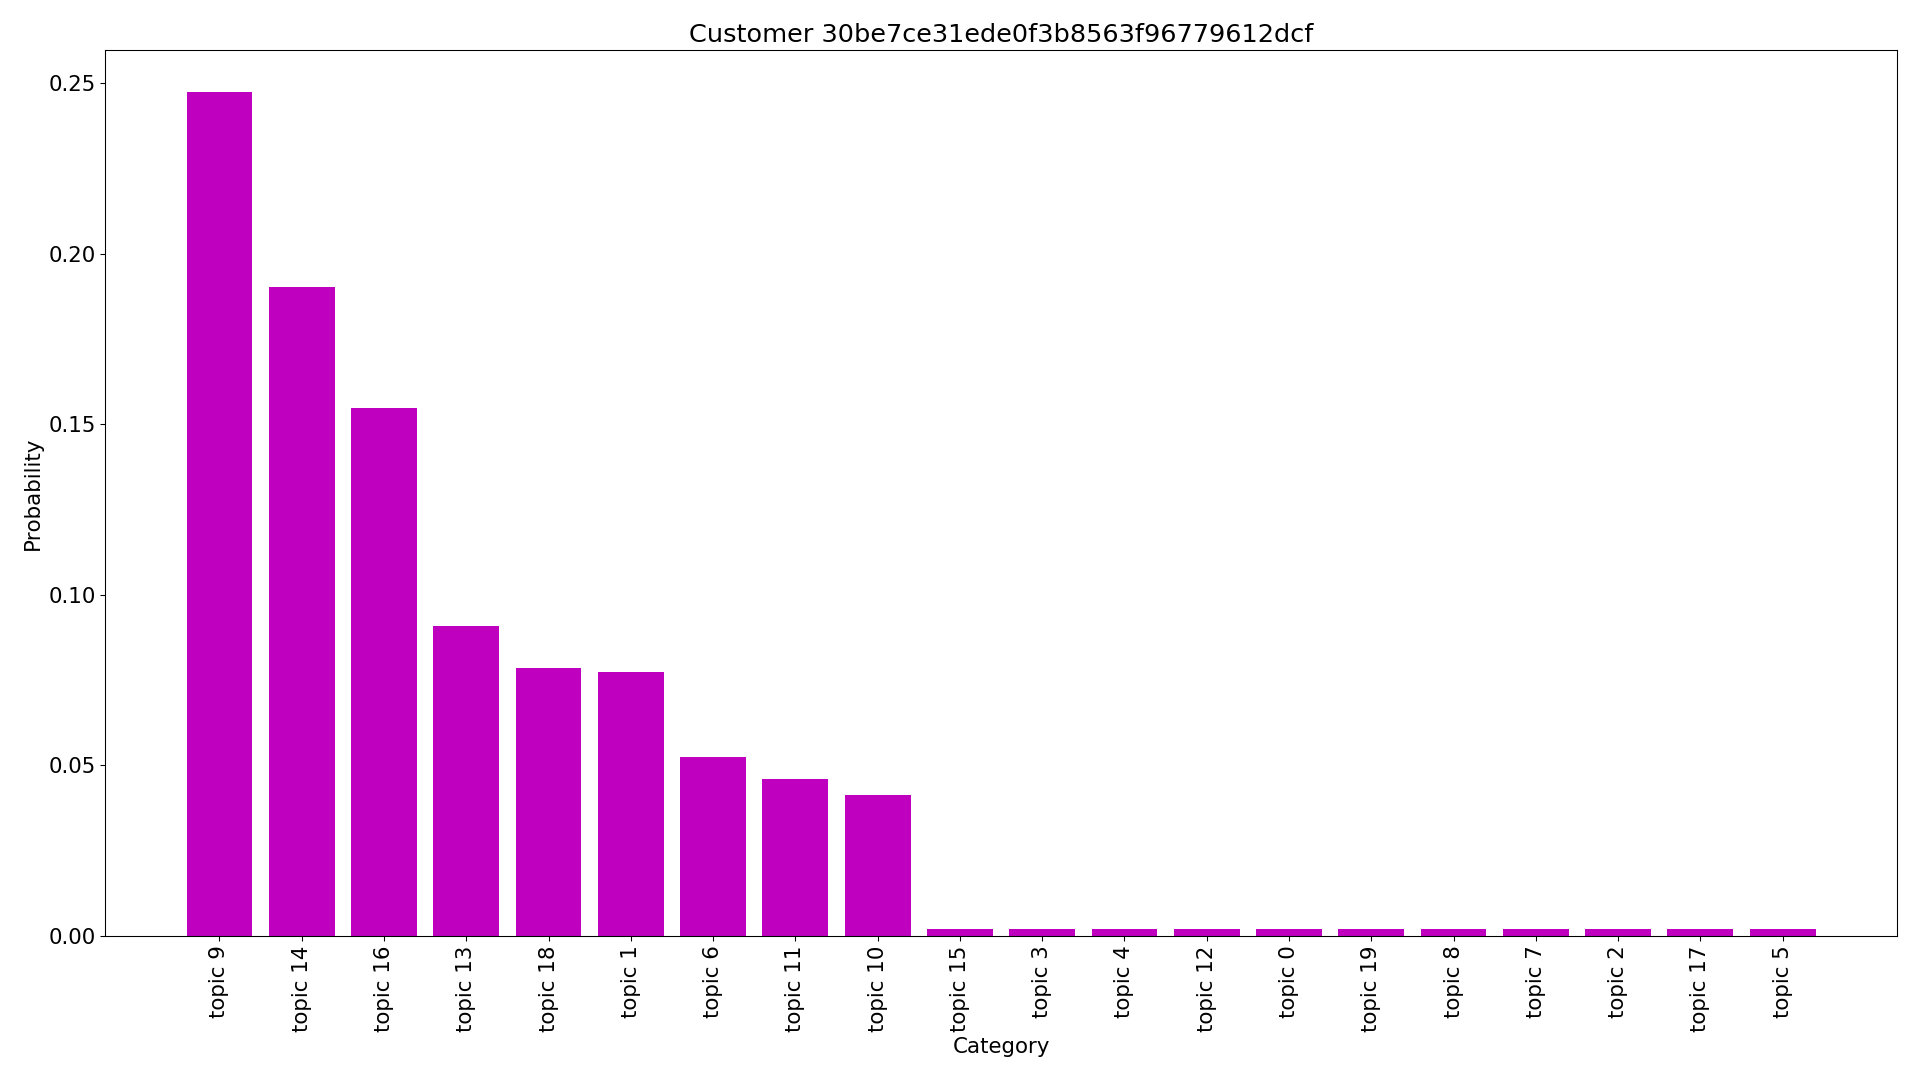 Customer 30be7ce31ede0f3b8563f96779612dcf
0.25
0.20
0.15
0.10
0.05
0.00
Probability
topic 9
topic 14
topic 16
topic 13
topic 18
topic 1
topic 6
topic 11
topic 10
topic 15
topic 3
topic 4
topic 12
topic 0
topic 19
topic 8
topic 7
topic 2
topic 17
topic 5
Category